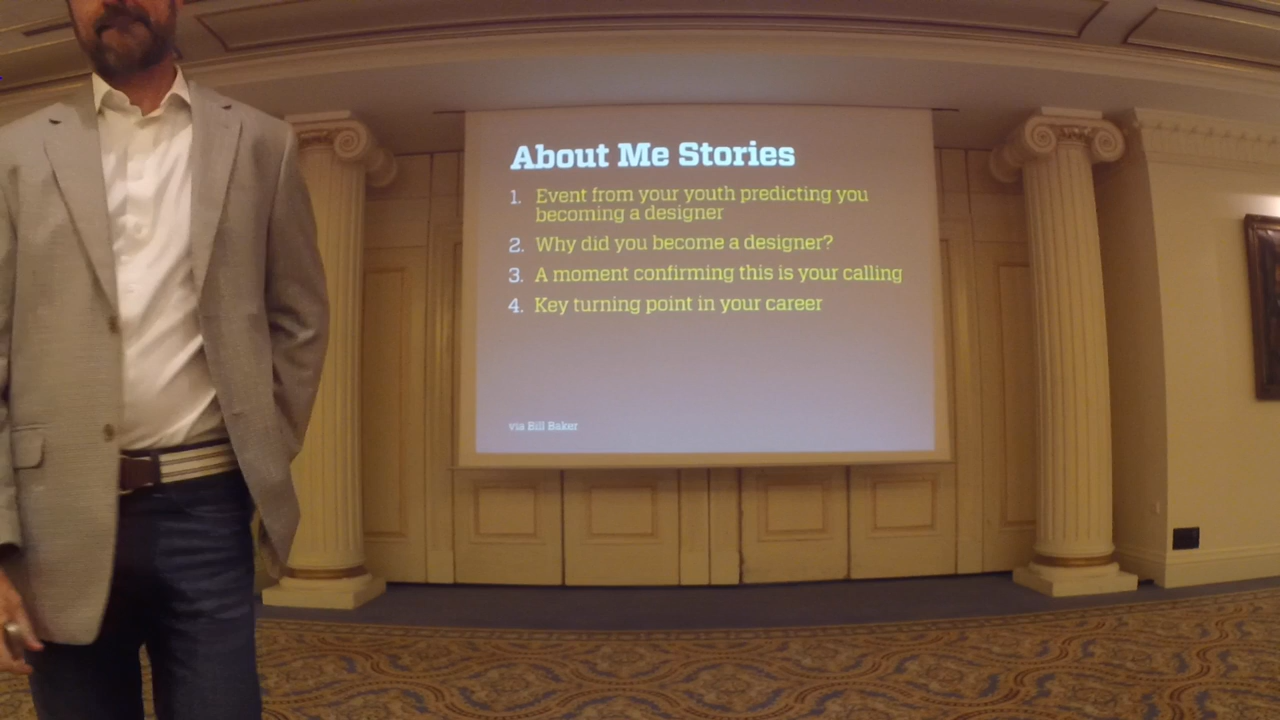 About Me Stories
1. Event from your youth predicting you
becoming a designer
2. Why did you become a designer?
3. A moment confirming this is your calling
4. Key turning point in your career
via Bill Baker